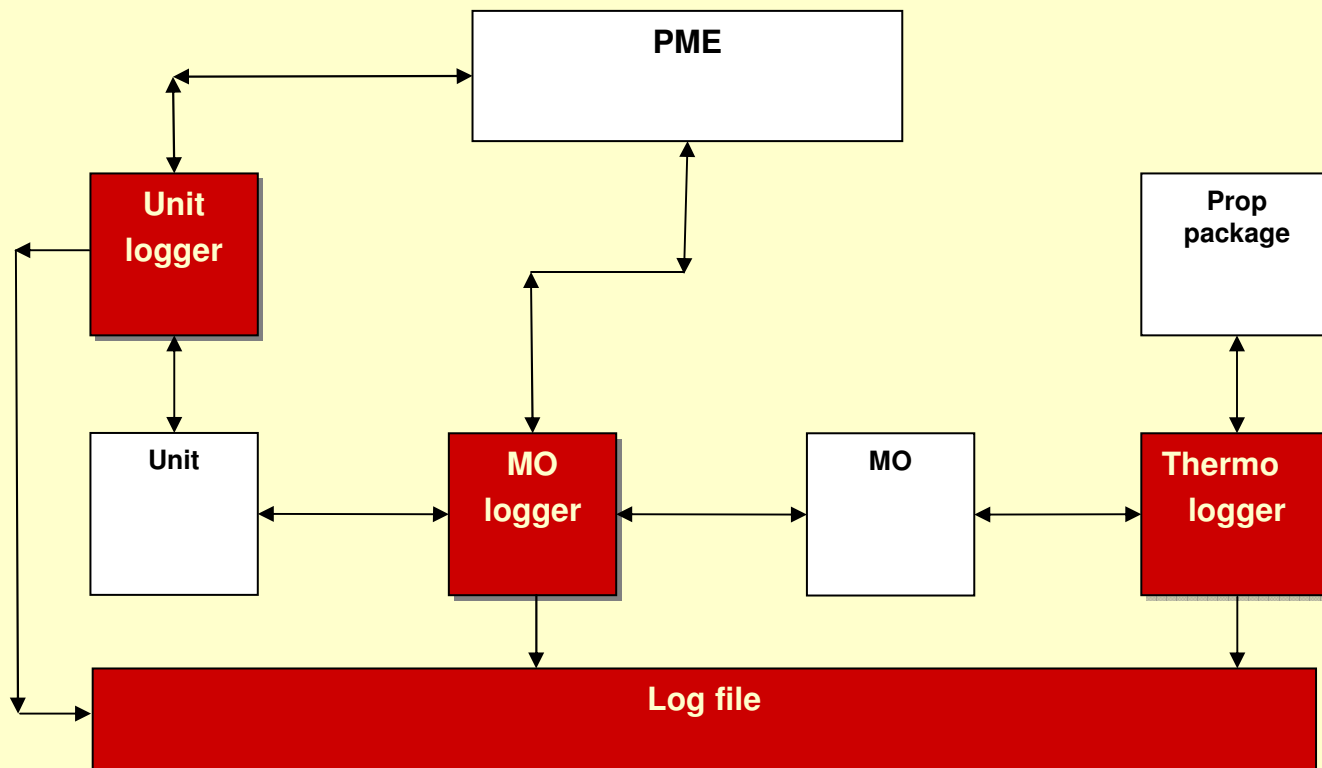 PME
Unit
logger
Prop
package
Unit
MO
logger
MO
Thermo
logger
Log file